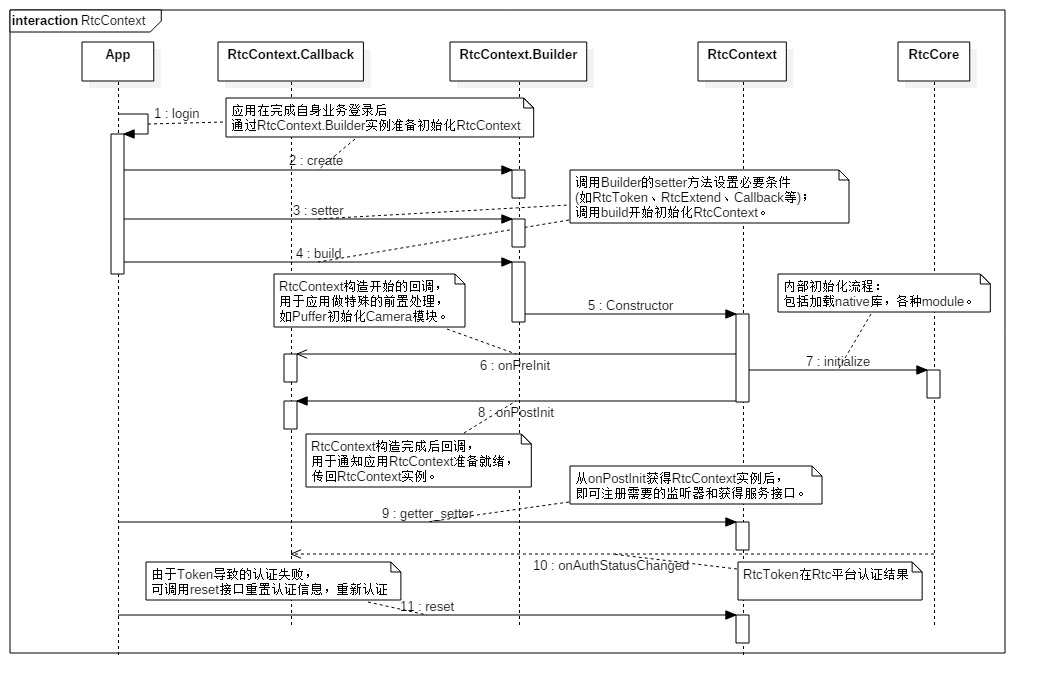 interaction RtcContext
App
RtcContext.Callback
RtcContext.Builder
RtcContext
RtcCore
1 : login
应用在完成自身业务登录后
通过RtcContext.Builder实例准备初始化RtcContext
2 : create
调用Builder的setter方法设置必要条件
(如RtcToken、RtcExtend、Callback等)；
调用build开始初始化RtcContext。
3 : setter
4 : build
RtcContext构造开始的回调，
用于应用做特殊的前置处理，
如Puffer初始化Camera模块。
内部初始化流程：
包括加载native库，各种module。
5 : Constructor
6 : onPreInit
7 : initialize
8 : onPostInit
RtcContext构造完成后回调，
用于通知应用RtcContext准备就绪，
传回RtcContext实例。
从onPostInit获得RtcContext实例后，
即可注册需要的监听器和获得服务接口。
9 : getter_setter
10 : onAuthStatusChanged
由于Token导致的认证失败，
可调用reset接口重置认证信息，重新认证
RtcToken在Rtc平台认证结果
11 : reset